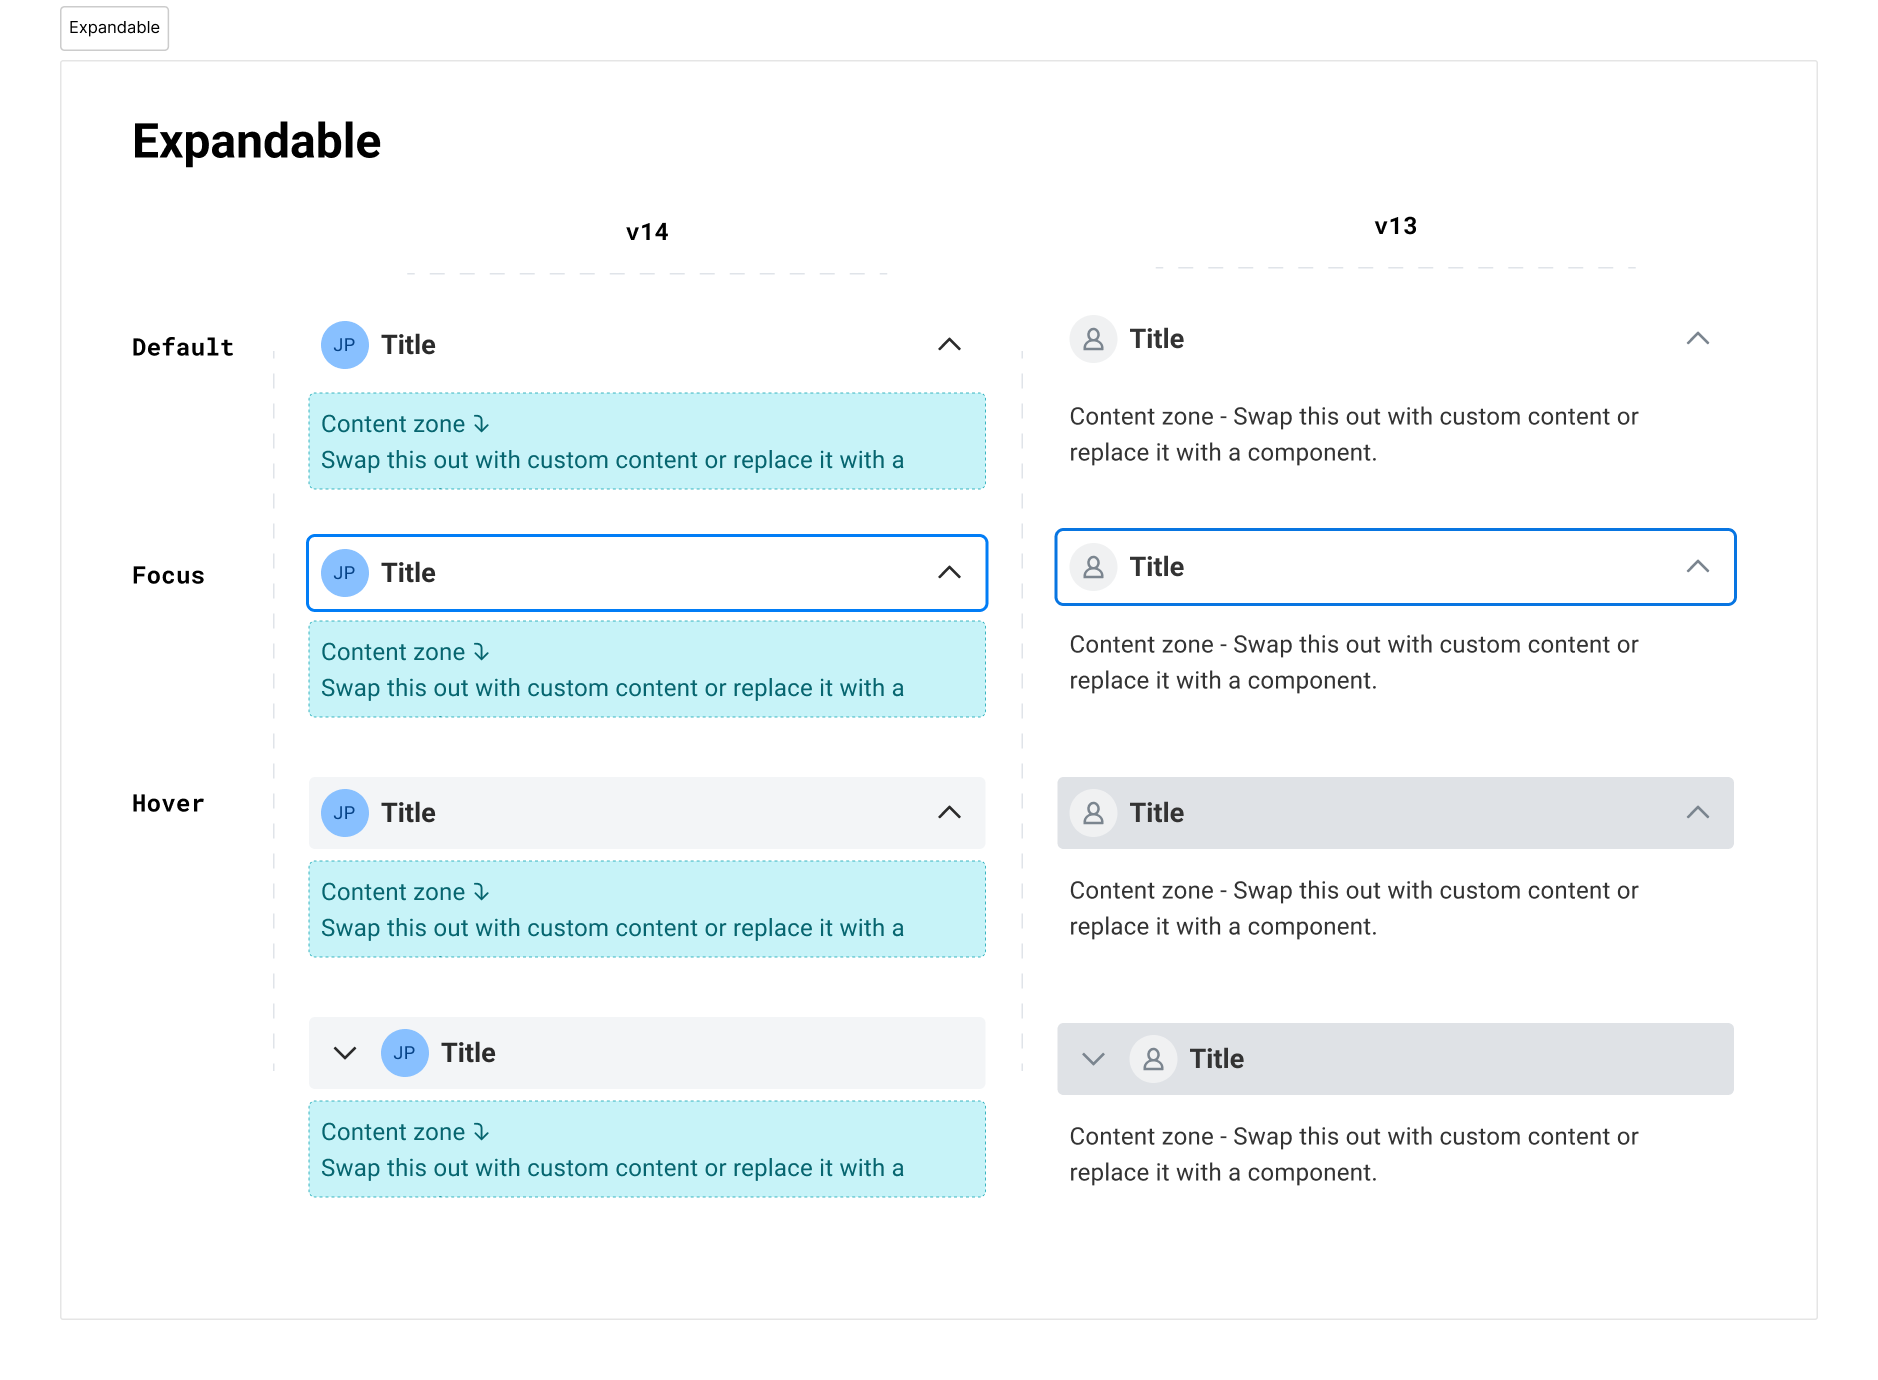 Expandable
Expandable
v14
v13
Default
JP Title
Content zone ⤵
Swap this out with custom content or replace it with a
Title
Content zone - Swap this out with custom content or
replace it with a component.
Focus
JP Title
Content zone ⤵
Swap this out with custom content or replace it with a
Title
Content zone - Swap this out with custom content or
replace it with a component.
Hover
JP Title
Content zone ⤵
Swap this out with custom content or replace it with a
Title
Content zone - Swap this out with custom content or
replace it with a component.
JP Title
Content zone ⤵
Swap this out with custom content or replace it with a
Title
Content zone - Swap this out with custom content or
replace it with a component.